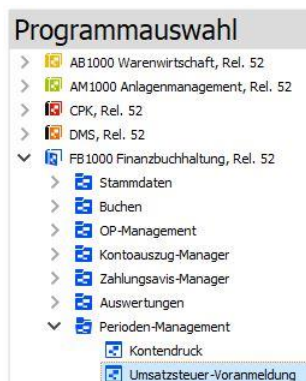 Programmauswahl
AB1000 Warenwirtschaft, Rel. 52
AM1000 Anlagenmanagement, Rel. 52
CPK, Rel. 52
DMS, Rel. 52
FB1000 Finanzbuchhaltung, Rel. 52
Stammdaten
Buchen
OP-Management
Kontoauszug-Manager
Zahlungsavis-Manager
Auswertungen
Perioden-Management
Kontendruck
Umsatzsteuer-Voranmeldung